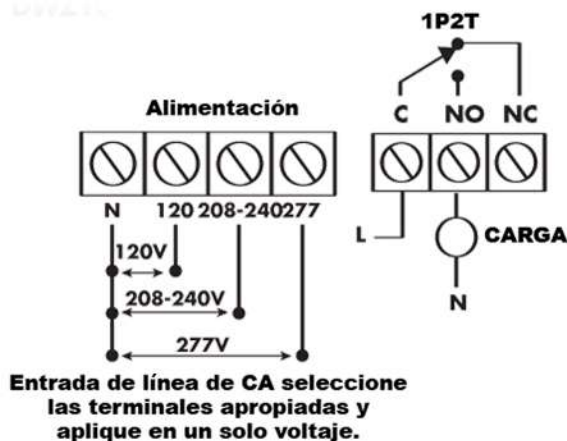 1P2T
Alimentación
C NO NC
N 120 208-240 277
L CARGA
N
120V
208-240V
277V
Entrada de línea de CA seleccione
las terminales apropiadas y
aplique en un solo voltaje.